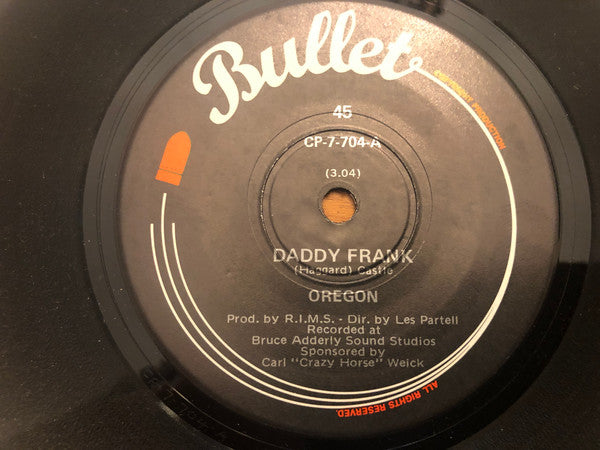 Bullet
45
CP-7-704-A
(3.04)
DADDY FRANK
(Haggard) Castle
OREGON
Prod. by R.I.M.S. - Dir. by Les Partell
Recorded at
Bruce Adderly Sound Studios
Sponsored by
Carl "Crazy Horse" Weick
ALL RIGHTS RESERVED.
PRODUCTION